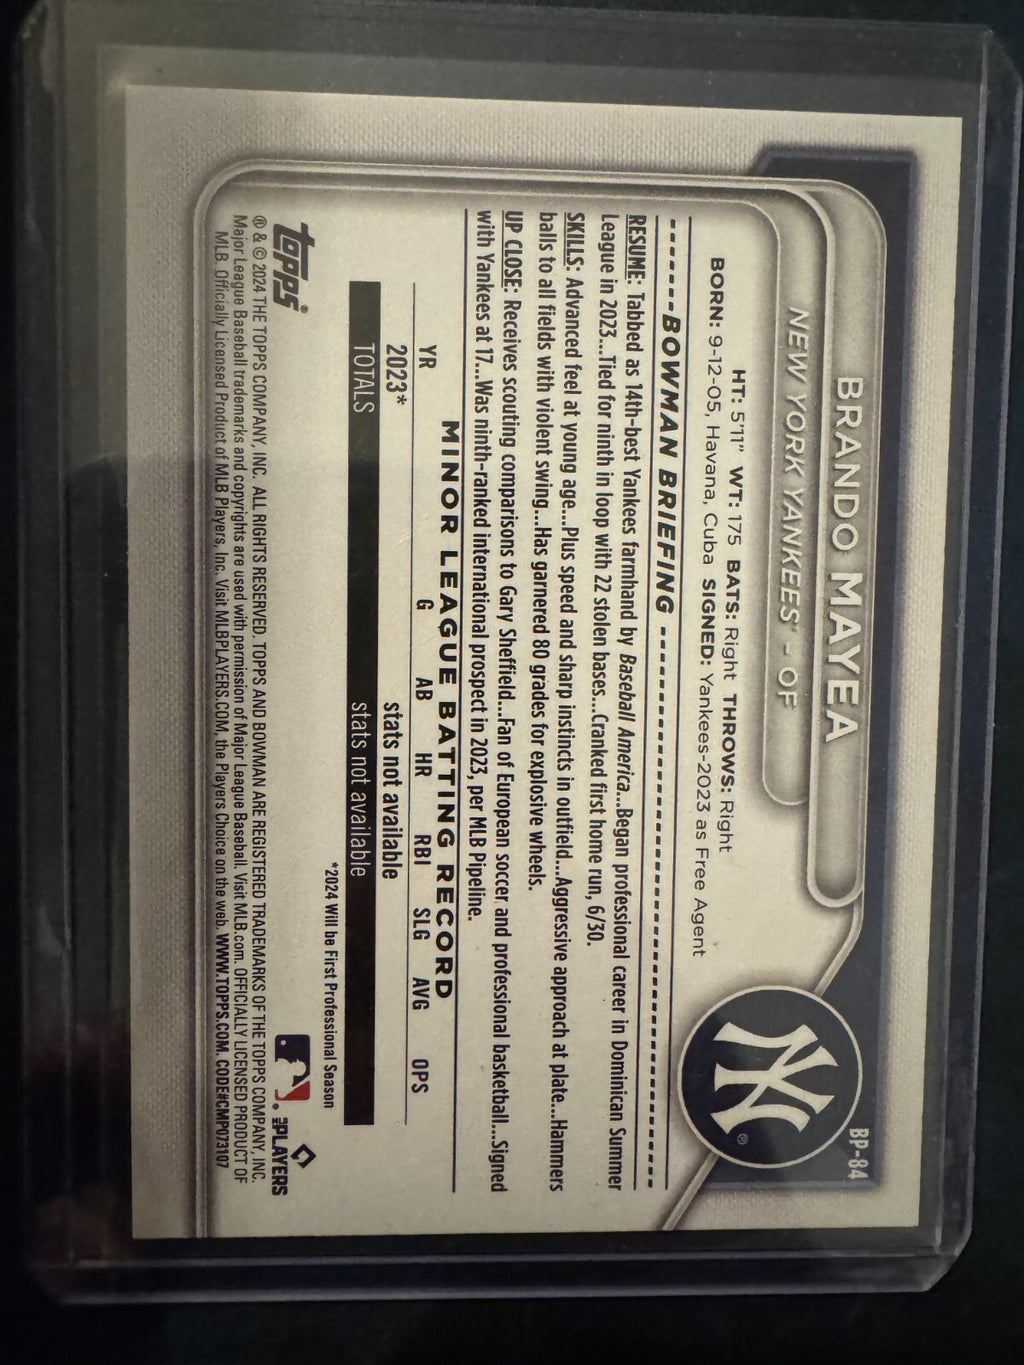 BP-84
BRANDO MAYEA
NEW YORK YANKEES® - OF
HT: 5'11" WT: 175 BATS: Right THROWS: Right
BORN: 9-12-05, Havana, Cuba SIGNED: Yankees-2023 as Free Agent
BOWMAN BRIEFING
RESUME: Tabbed as 14th-best Yankees farmhand by Baseball America...Began professional career in Dominican Summer
League in 2023...Tied for ninth in loop with 22 stolen bases...Cranked first home run, 6/30.
SKILLS: Advanced feel at young age...Plus speed and sharp instincts in outfield...Aggressive approach at plate...Hammers
balls to all fields with violent swing...Has garnered 80 grades for explosive wheels.
UP CLOSE: Receives scouting comparisons to Gary Sheffield...Fan of European soccer and professional basketball...Signed
with Yankees at 17...Was ninth-ranked international prospect in 2023, per MLB Pipeline.
MINOR LEAGUE BATTING RECORD
YR G AB HR RBI SLG AVG OPS
2023* stats not available
TOTALS stats not available
*2024 Will be First Professional Season
topps®
MLB PLAYERS
® & © 2024 THE TOPPS COMPANY, INC. ALL RIGHTS RESERVED. TOPPS AND BOWMAN ARE REGISTERED TRADEMARKS OF THE TOPPS COMPANY, INC.
Major League Baseball trademarks and copyrights are used with permission of Major League Baseball. Visit MLB.com. OFFICIALLY LICENSED PRODUCT OF
MLB Officially Licensed Product of MLB Players, Inc. Visit MLBPLAYERS.COM, the Players Choice on the web. WWW.TOPPS.COM. CODE#CMP073107